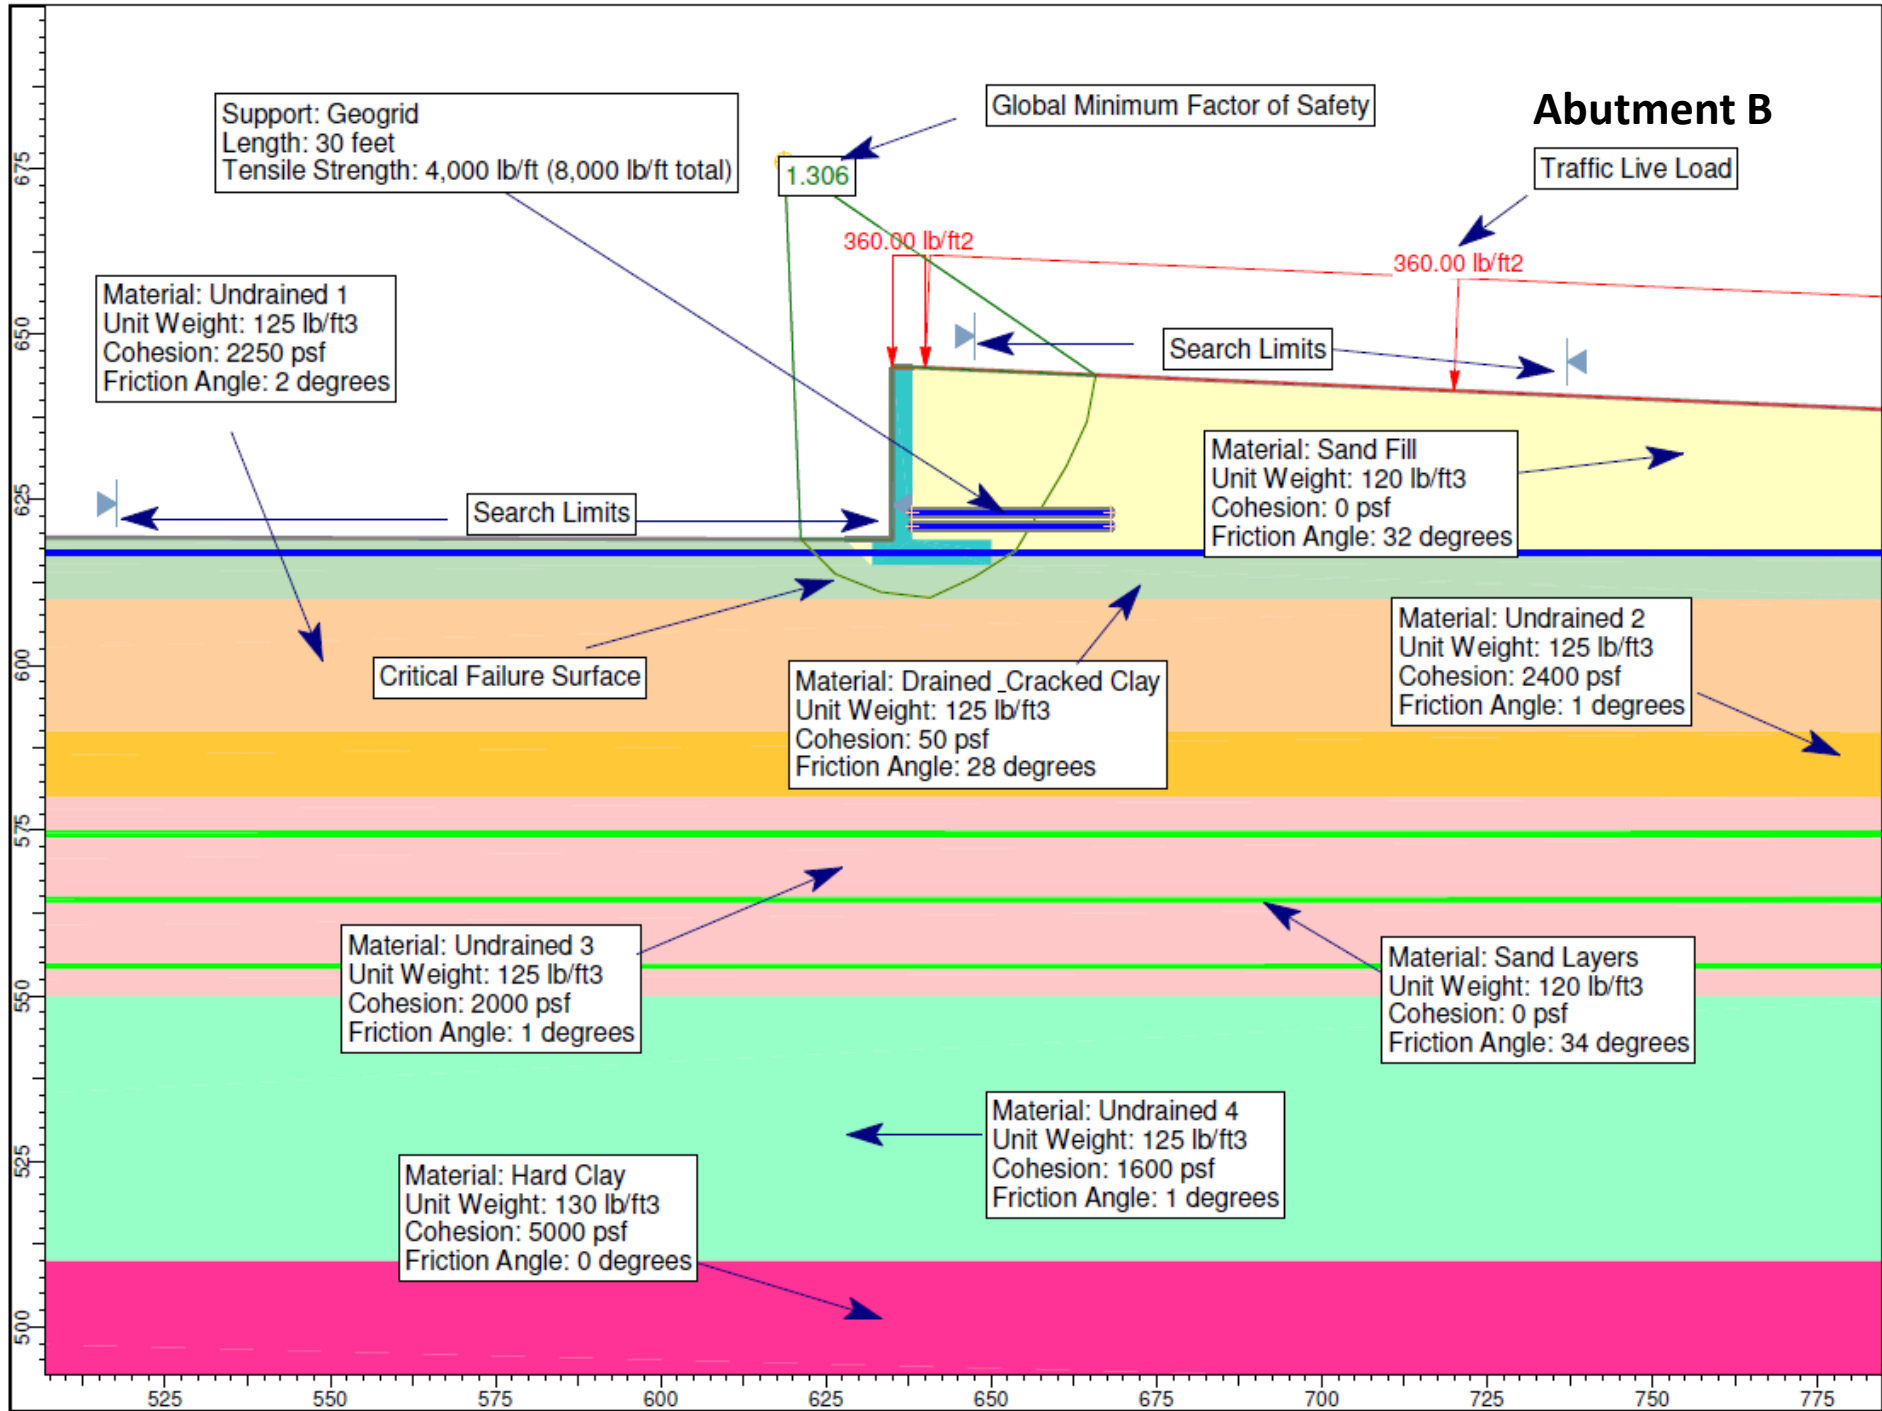 Abutment B
Support: Geogrid
Length: 30 feet
Tensile Strength: 4,000 lb/ft (8,000 lb/ft total)
Global Minimum Factor of Safety
Traffic Live Load
1.306
360.00 lb/ft2
360.00 lb/ft2
Material: Undrained 1
Unit Weight: 125 lb/ft3
Cohesion: 2250 psf
Friction Angle: 2 degrees
Search Limits
Search Limits
Material: Sand Fill
Unit Weight: 120 lb/ft3
Cohesion: 0 psf
Friction Angle: 32 degrees
Critical Failure Surface
Material: Drained_Cracked Clay
Unit Weight: 125 lb/ft3
Cohesion: 50 psf
Friction Angle: 28 degrees
Material: Undrained 2
Unit Weight: 125 lb/ft3
Cohesion: 2400 psf
Friction Angle: 1 degrees
Material: Undrained 3
Unit Weight: 125 lb/ft3
Cohesion: 2000 psf
Friction Angle: 1 degrees
Material: Sand Layers
Unit Weight: 120 lb/ft3
Cohesion: 0 psf
Friction Angle: 34 degrees
Material: Undrained 4
Unit Weight: 125 lb/ft3
Cohesion: 1600 psf
Friction Angle: 1 degrees
Material: Hard Clay
Unit Weight: 130 lb/ft3
Cohesion: 5000 psf
Friction Angle: 0 degrees
675
650
625
600
575
550
525
500
525 550 575 600 625 650 675 700 725 750 775